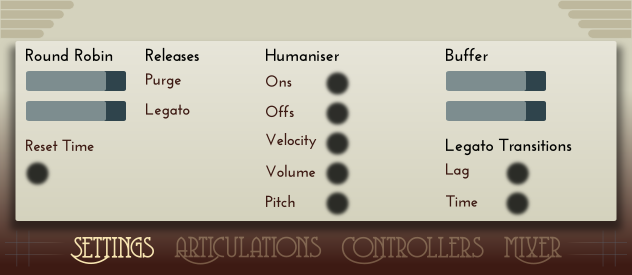 Round Robin
Reset Time
Releases
Purge
Legato
Humaniser
Ons
Offs
Velocity
Volume
Pitch
Buffer
Legato Transitions
Lag
Time
SETTINGS ARTICULATIONS CONTROLLERS MIXER